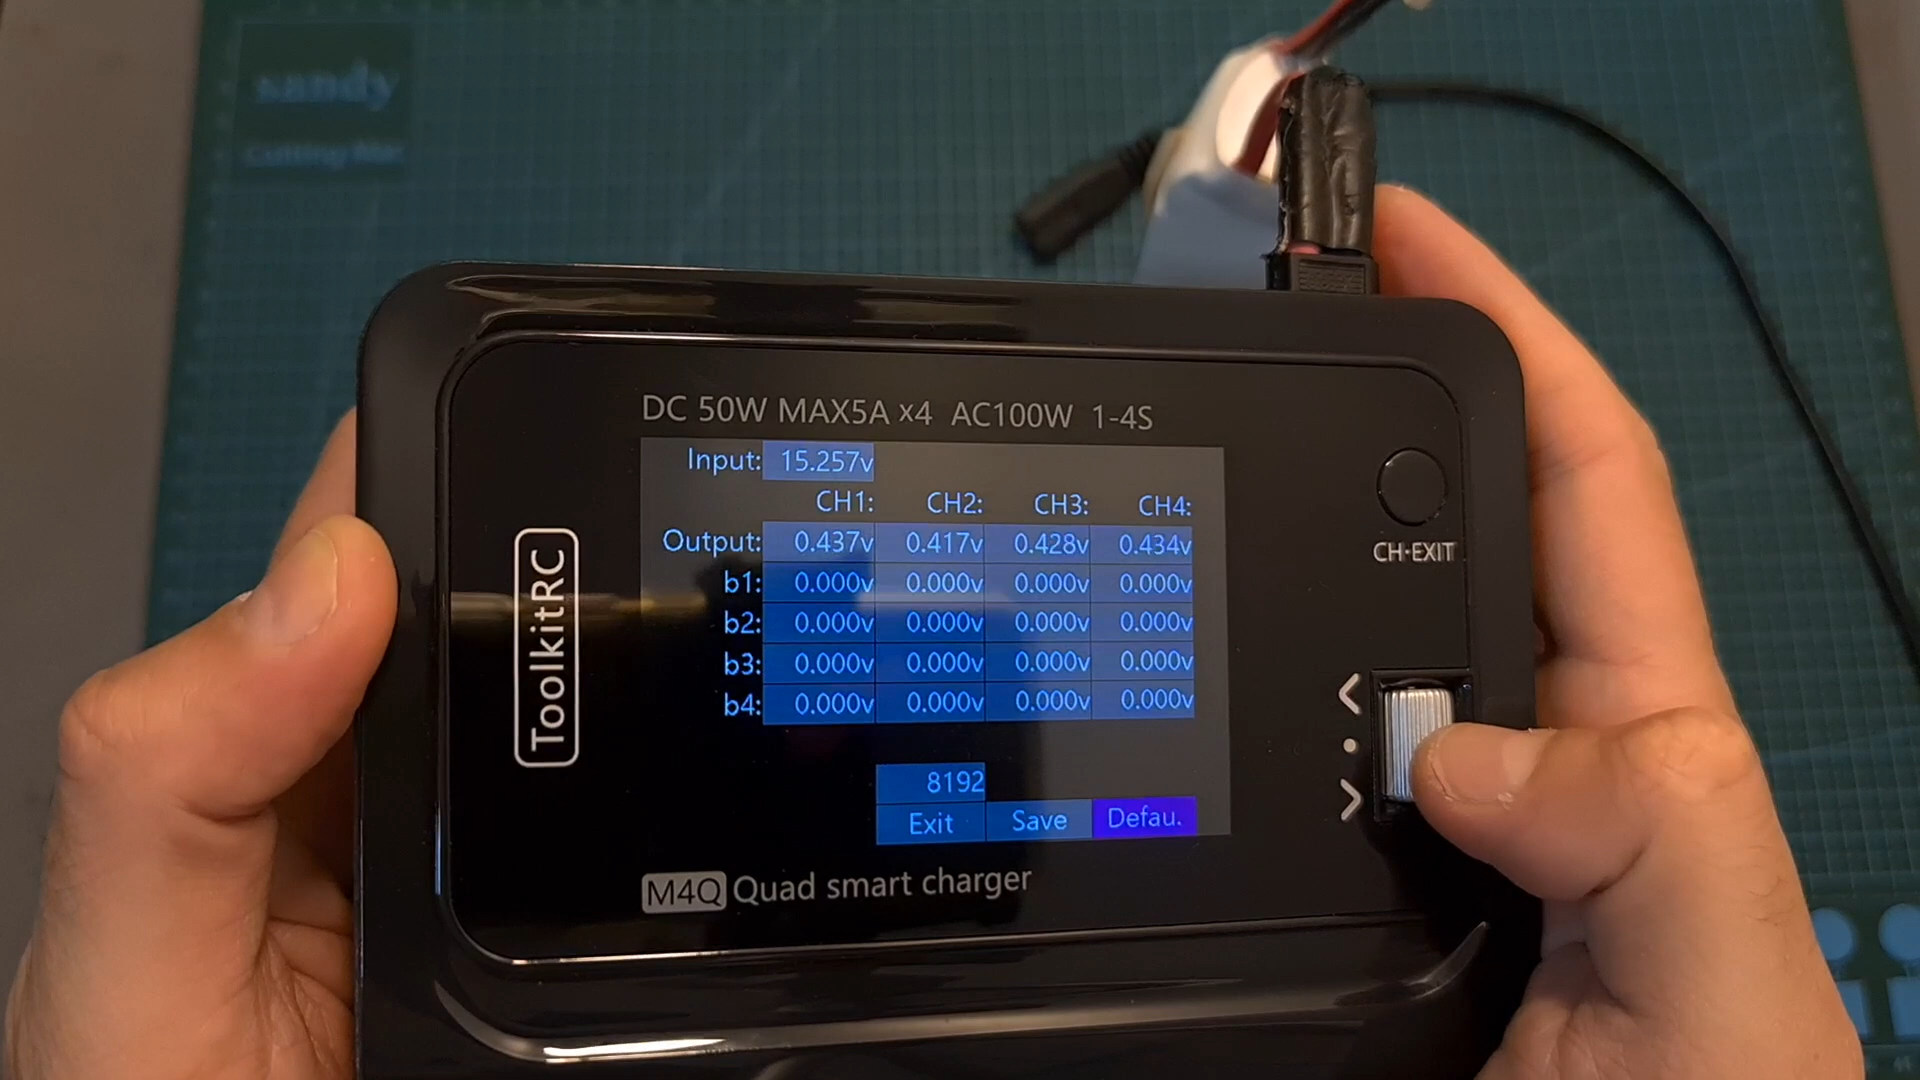 sandy
Cutting Mat
DC 50W MAX5A x4 AC100W 1-4S
Input: 15.257v
CH1: CH2: CH3: CH4:
Output: 0.437v 0.417v 0.428v 0.434v
b1: 0.000v 0.000v 0.000v 0.000v
b2: 0.000v 0.000v 0.000v 0.000v
b3: 0.000v 0.000v 0.000v 0.000v
b4: 0.000v 0.000v 0.000v 0.000v
8192
Exit Save Defau.
M4Q Quad smart charger
ToolkitRC
CH·EXIT